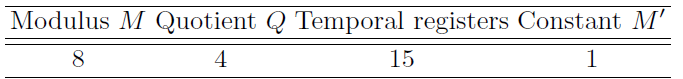 Modulus M Quotient Q Temporal registers Constant M′
8 4 15 1